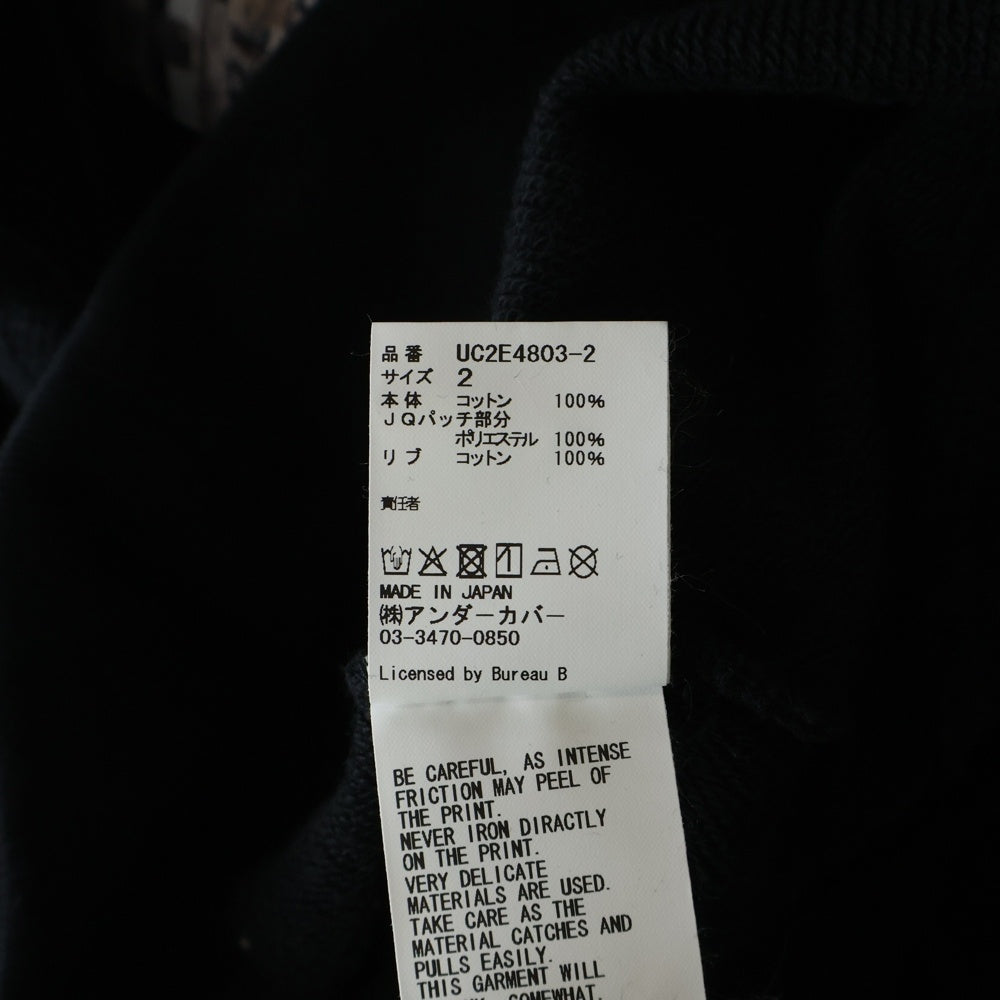 品番 UC2E4803-2
サイズ 2
本体 コットン 100%
JQパッチ部分
ポリエステル 100%
リブ コットン 100%
責任者
MADE IN JAPAN
㈱アンダーカバー
03-3470-0850
Licensed by Bureau B
BE CAREFUL, AS INTENSE
FRICTION MAY PEEL OF
THE PRINT.
NEVER IRON DIRACTLY
ON THE PRINT.
VERY DELICATE
MATERIALS ARE USED.
TAKE CARE AS THE
MATERIAL CATCHES AND
PULLS EASILY.
THIS GARMENT WILL
SOMEWHAT.